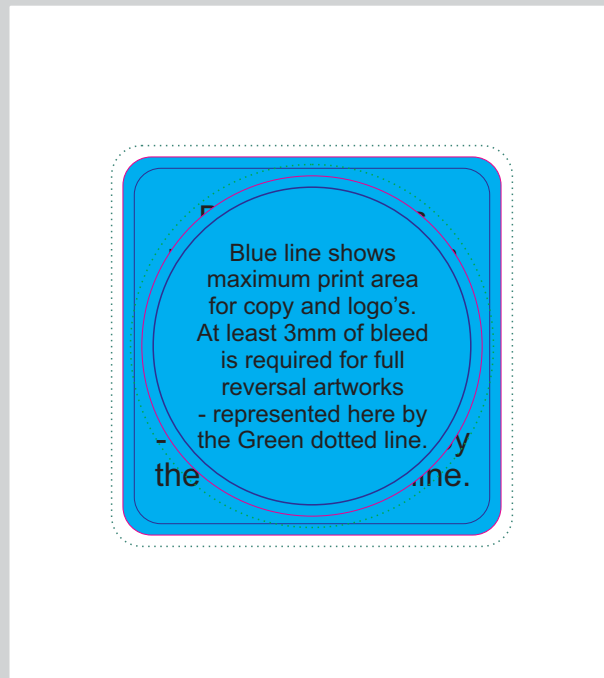 Blue line shows
maximum print area
for copy and logo's.
At least 3mm of bleed
is required for full
reversal artworks
- represented here by
the Green dotted line.
- y
the line.